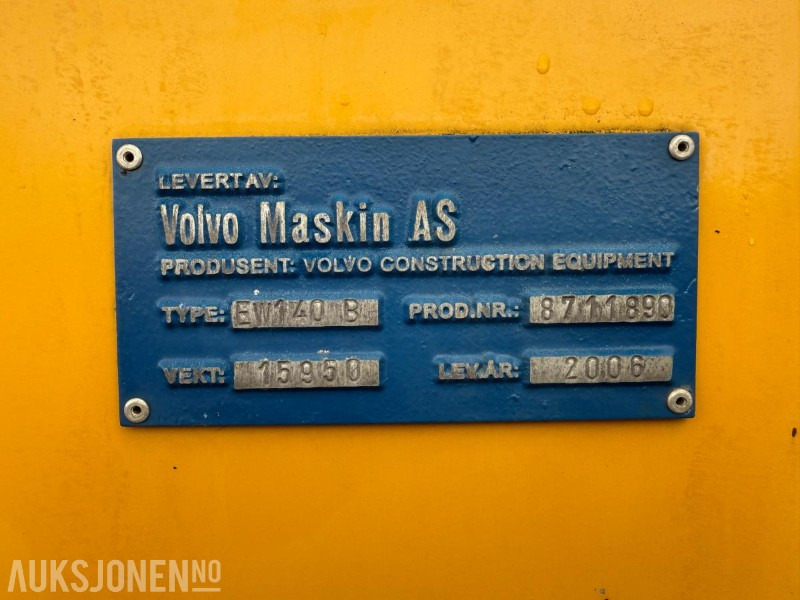 LEVERT AV:
Volvo Maskin AS
PRODUSENT: VOLVO CONSTRUCTION EQUIPMENT
TYPE: EW140 B PROD.NR.: 8711890
VEKT: 15950 LEV.ÅR: 2006
AUKSJONEN.NO